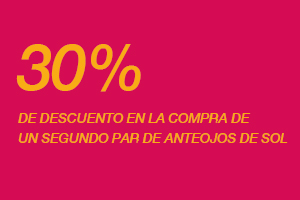 30%
DE DESCUENTO EN LA COMPRA DE
UN SEGUNDO PAR DE ANTEOJOS DE SOL